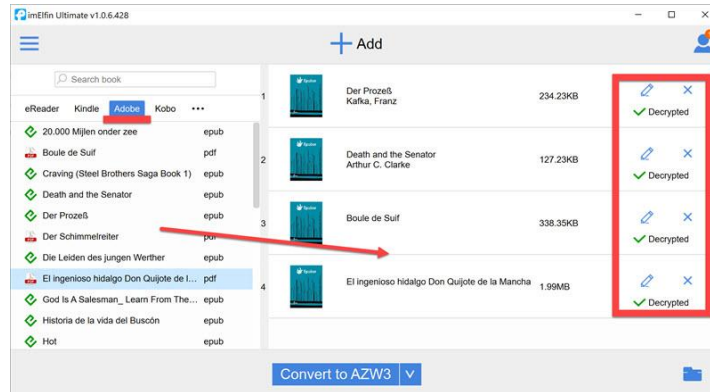 imElfin Ultimate v1.0.6.428
Add
Search book
eReader Kindle Adobe Kobo •••
20.000 Mijlen onder zee epub
Boule de Suif pdf
Craving (Steel Brothers Saga Book 1) epub
Death and the Senator epub
Der Prozeß epub
Der Schimmelreiter pdf
Die Leiden des jungen Werther epub
El ingenioso hidalgo Don Quijote de l... pdf
God Is A Salesman_ Learn From The... epub
Historia de la vida del Buscón epub
Hot epub
1
Der Prozeß
Kafka, Franz
234.23KB
Decrypted
2
Death and the Senator
Arthur C. Clarke
127.23KB
Decrypted
3
Boule de Suif
338.35KB
Decrypted
4
El ingenioso hidalgo Don Quijote de la Mancha
1.99MB
Decrypted
Convert to AZW3